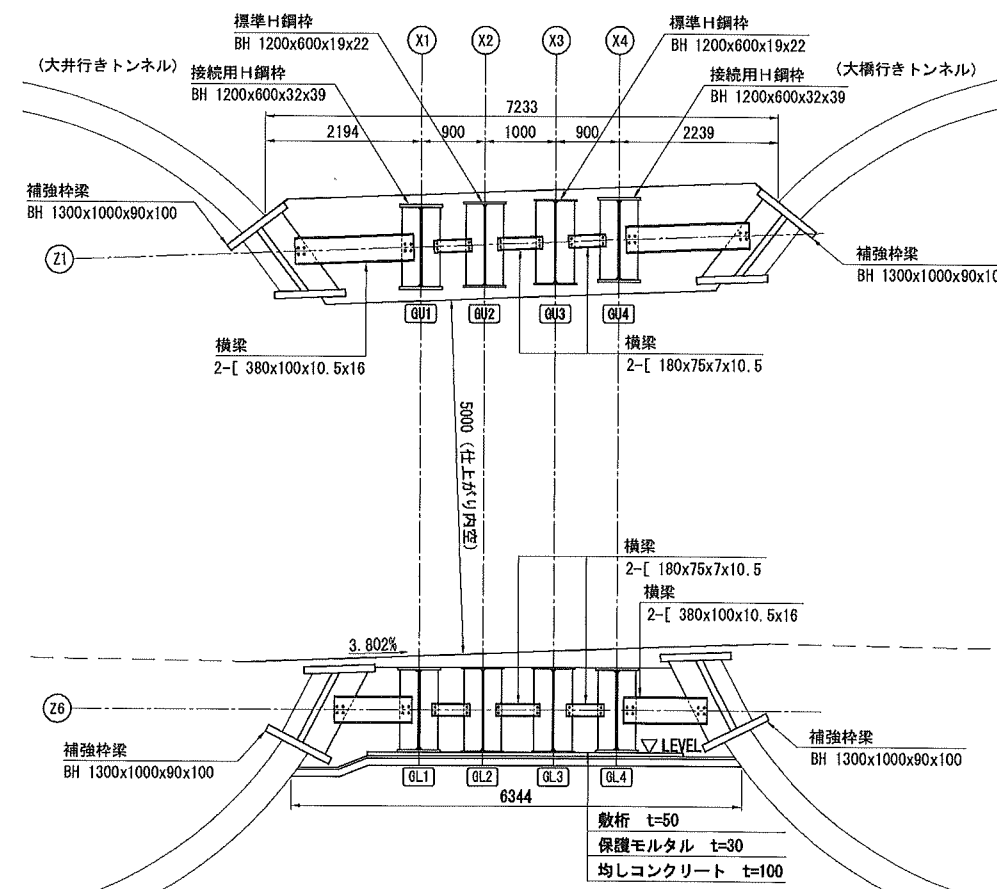 標準H鋼枠
BH 1200x600x19x22
X1
X2
X3
X4
標準H鋼枠
BH 1200x600x19x22
(大井行きトンネル)
接続用H鋼枠
BH 1200x600x32x39
接続用H鋼枠
BH 1200x600x32x39
(大橋行きトンネル)
7233
2194
900
1000
900
2239
補強枠梁
BH 1300x1000x90x100
Z1
補強枠梁
BH 1300x1000x90x10
GU1
GU2
GU3
GU4
横梁
2-[ 380x100x10.5x16
横梁
2-[ 180x75x7x10.5
5000 (仕上がり内空)
横梁
2-[ 180x75x7x10.5
横梁
2-[ 380x100x10.5x16
3.802%
Z6
補強枠梁
BH 1300x1000x90x100
▽ LEVEL
補強枠梁
BH 1300x1000x90x100
GL1
GL2
GL3
GL4
6344
敷桁 t=50
保護モルタル t=30
均しコンクリート t=100